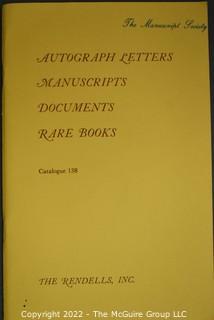 The Manuscript Society
AUTOGRAPH LETTERS
MANUSCRIPTS
DOCUMENTS
RARE BOOKS
Catalogue 138
THE RENDELLS, INC.
Copyright 2022 - The McGuire Group LLC